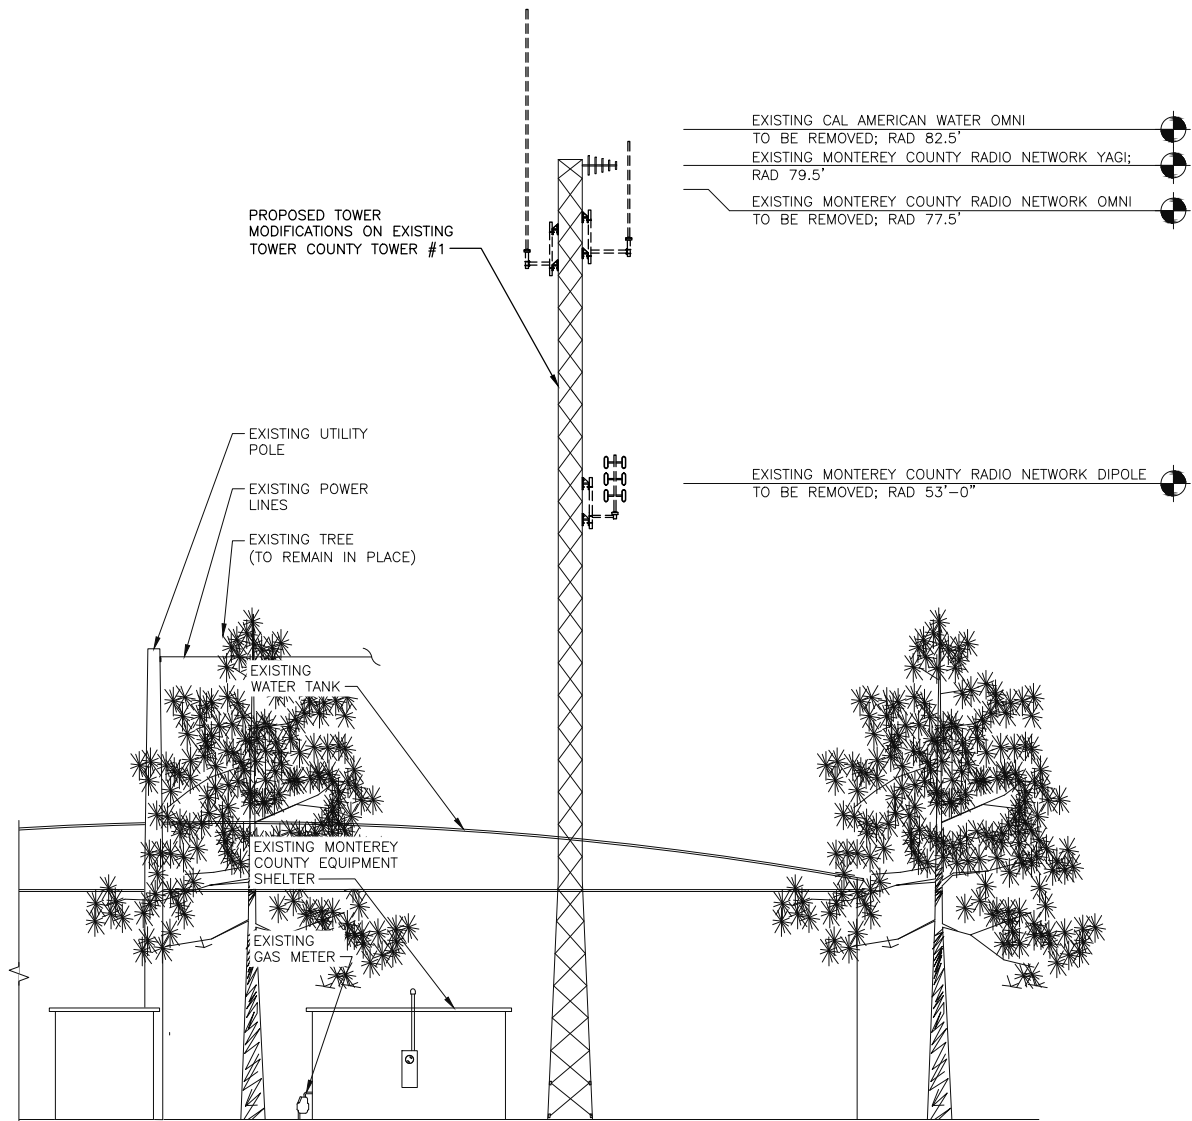 EXISTING CAL AMERICAN WATER OMNI
TO BE REMOVED; RAD 82.5'
EXISTING MONTEREY COUNTY RADIO NETWORK YAGI;
RAD 79.5'
EXISTING MONTEREY COUNTY RADIO NETWORK OMNI
TO BE REMOVED; RAD 77.5'
PROPOSED TOWER
MODIFICATIONS ON EXISTING
TOWER COUNTY TOWER #1
EXISTING UTILITY
POLE
EXISTING MONTEREY COUNTY RADIO NETWORK DIPOLE
TO BE REMOVED; RAD 53'-0"
EXISTING POWER
LINES
EXISTING TREE
(TO REMAIN IN PLACE)
EXISTING
WATER TANK
EXISTING MONTEREY
COUNTY EQUIPMENT
SHELTER
EXISTING
GAS METER